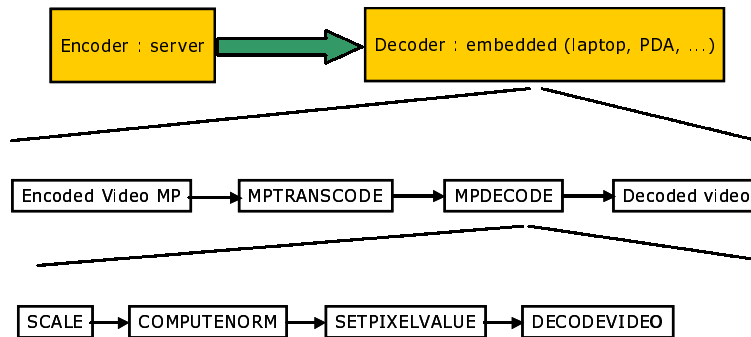 Encoder : server
Decoder : embedded (laptop, PDA, ...)
Encoded Video MP
MPTRANSCODE
MPDECODE
Decoded video
SCALE
COMPUTENORM
SETPIXELVALUE
DECODEVIDEO